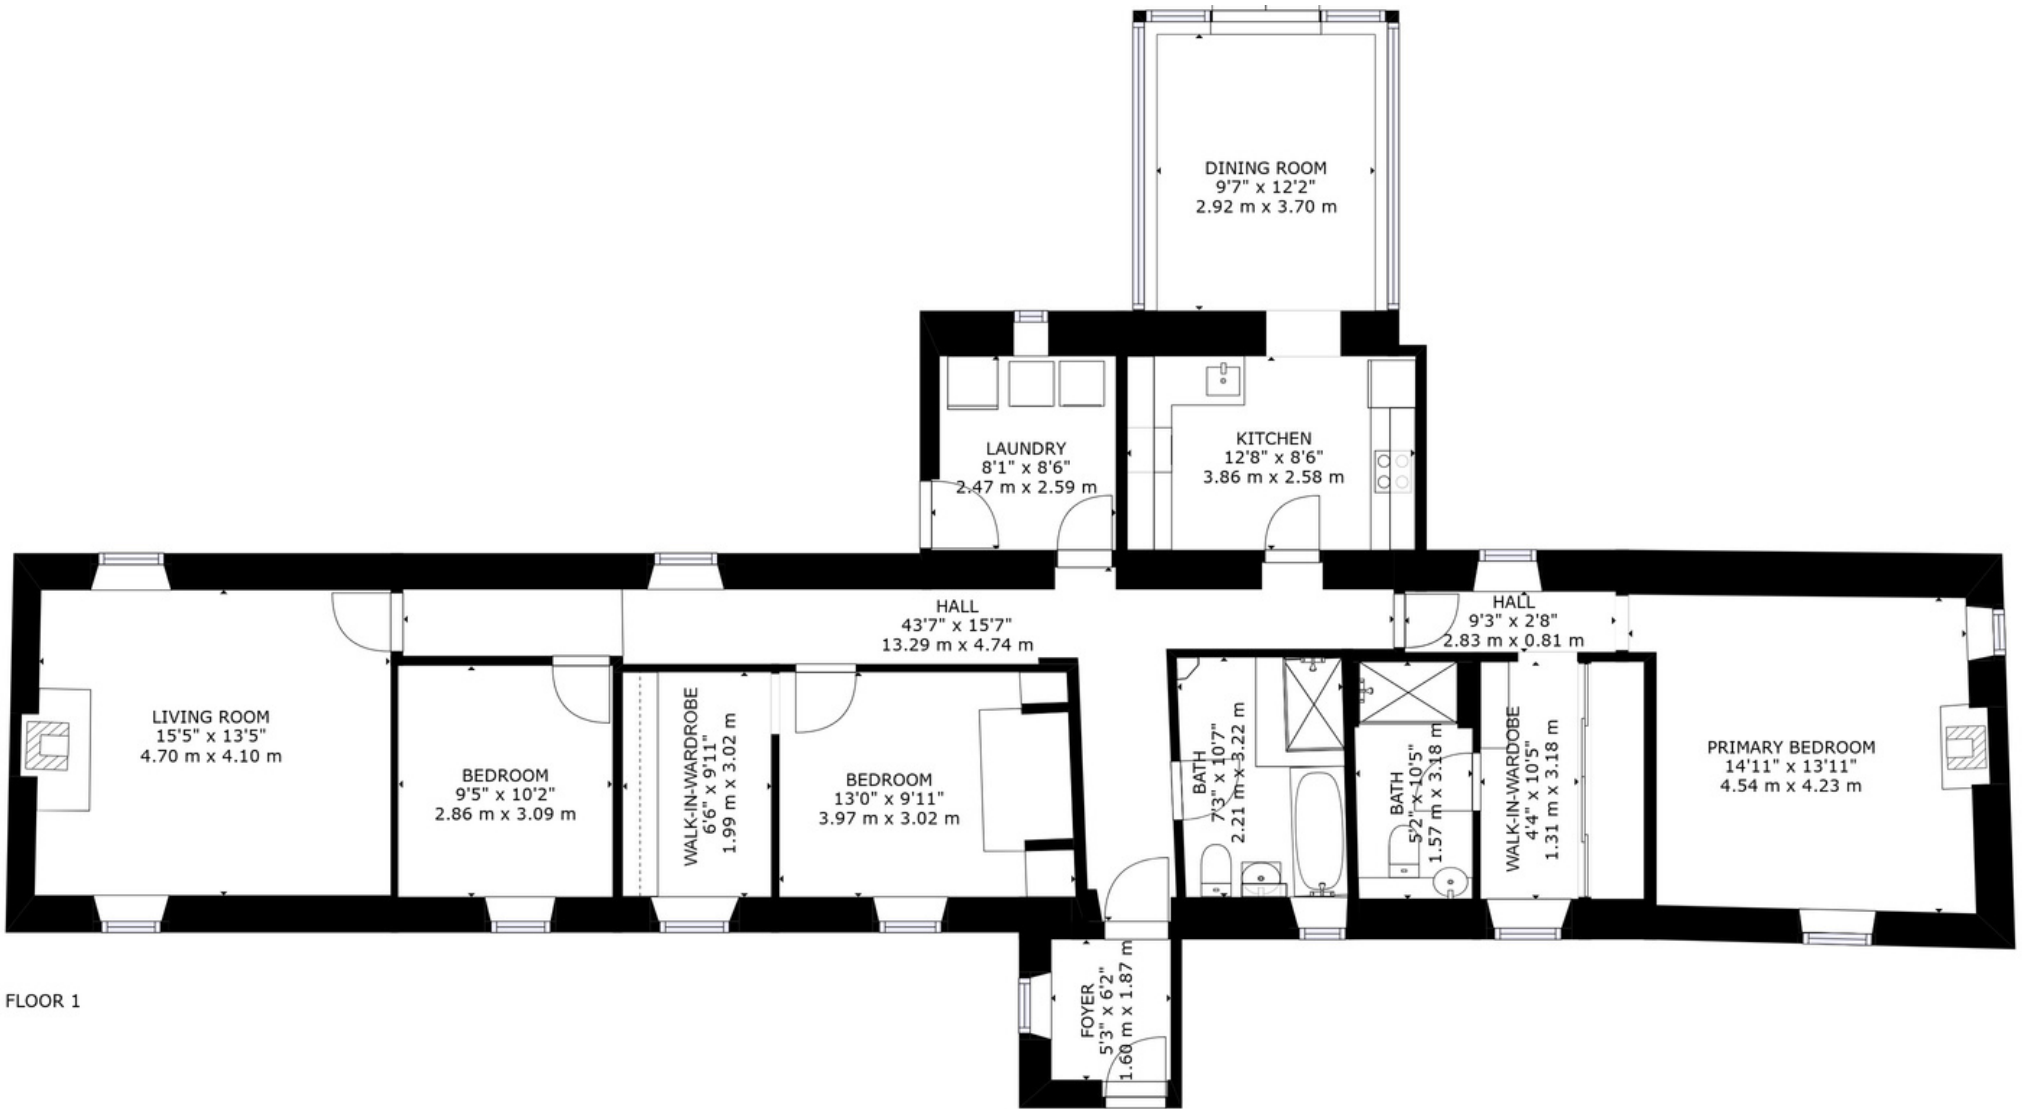 DINING ROOM
9'7" x 12'2"
2.92 m x 3.70 m
LAUNDRY
8'1" x 8'6"
2.47 m x 2.59 m
KITCHEN
12'8" x 8'6"
3.86 m x 2.58 m
HALL
43'7" x 15'7"
13.29 m x 4.74 m
HALL
9'3" x 2'8"
2.83 m x 0.81 m
LIVING ROOM
15'5" x 13'5"
4.70 m x 4.10 m
BEDROOM
9'5" x 10'2"
2.86 m x 3.09 m
WALK-IN-WARDROBE
6'6" x 9'11"
1.99 m x 3.02 m
BEDROOM
13'0" x 9'11"
3.97 m x 3.02 m
BATH
7'3" x 10'7"
2.21 m x 3.22 m
BATH
5'2" x 10'5"
1.57 m x 3.18 m
WALK-IN-WARDOBE
4'4" x 10'5"
1.31 m x 3.18 m
PRIMARY BEDROOM
14'11" x 13'11"
4.54 m x 4.23 m
FOYER
5'3" x 6'2"
1.60 m x 1.87 m
FLOOR 1